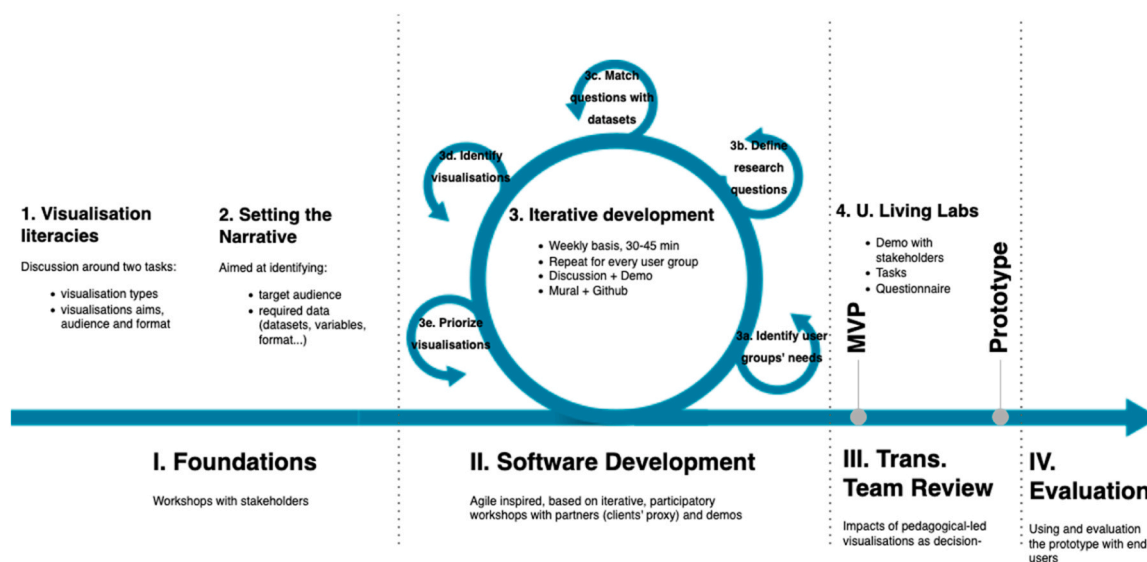 1. Visualisation
literacies
Discussion around two tasks:
• visualisation types
• visualisations aims,
audience and format
2. Setting the
Narrative
Aimed at identifying:
• target audience
• required data
(datasets, variables,
format...)
3c. Match
questions with
datasets
3d. Identify
visualisations
3b. Define
research
questions
3. Iterative development
• Weekly basis, 30-45 min
• Repeat for every user group
• Discussion + Demo
• Mural + Github
3e. Priorize
visualisations
3a. Identify user
groups' needs
4. U. Living Labs
• Demo with
stakeholders
• Tasks
• Questionnaire
MVP
Prototype
I. Foundations
Workshops with stakeholders
II. Software Development
Agile inspired, based on iterative, participatory
workshops with partners (clients' proxy) and demos
III. Trans.
Team Review
Impacts of pedagogical-led
visualisations as decision-
IV.
Evaluation
Using and evaluation
the prototype with end
users